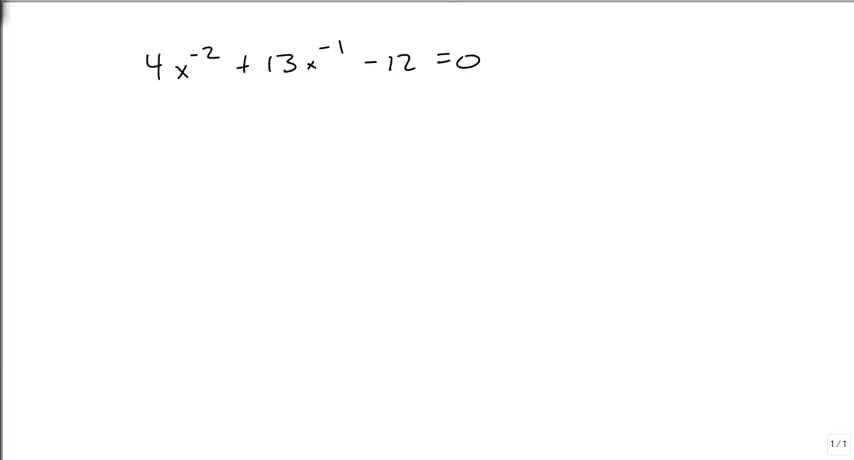 4x⁻² + 13x⁻¹ - 12 = 0
1 / 1